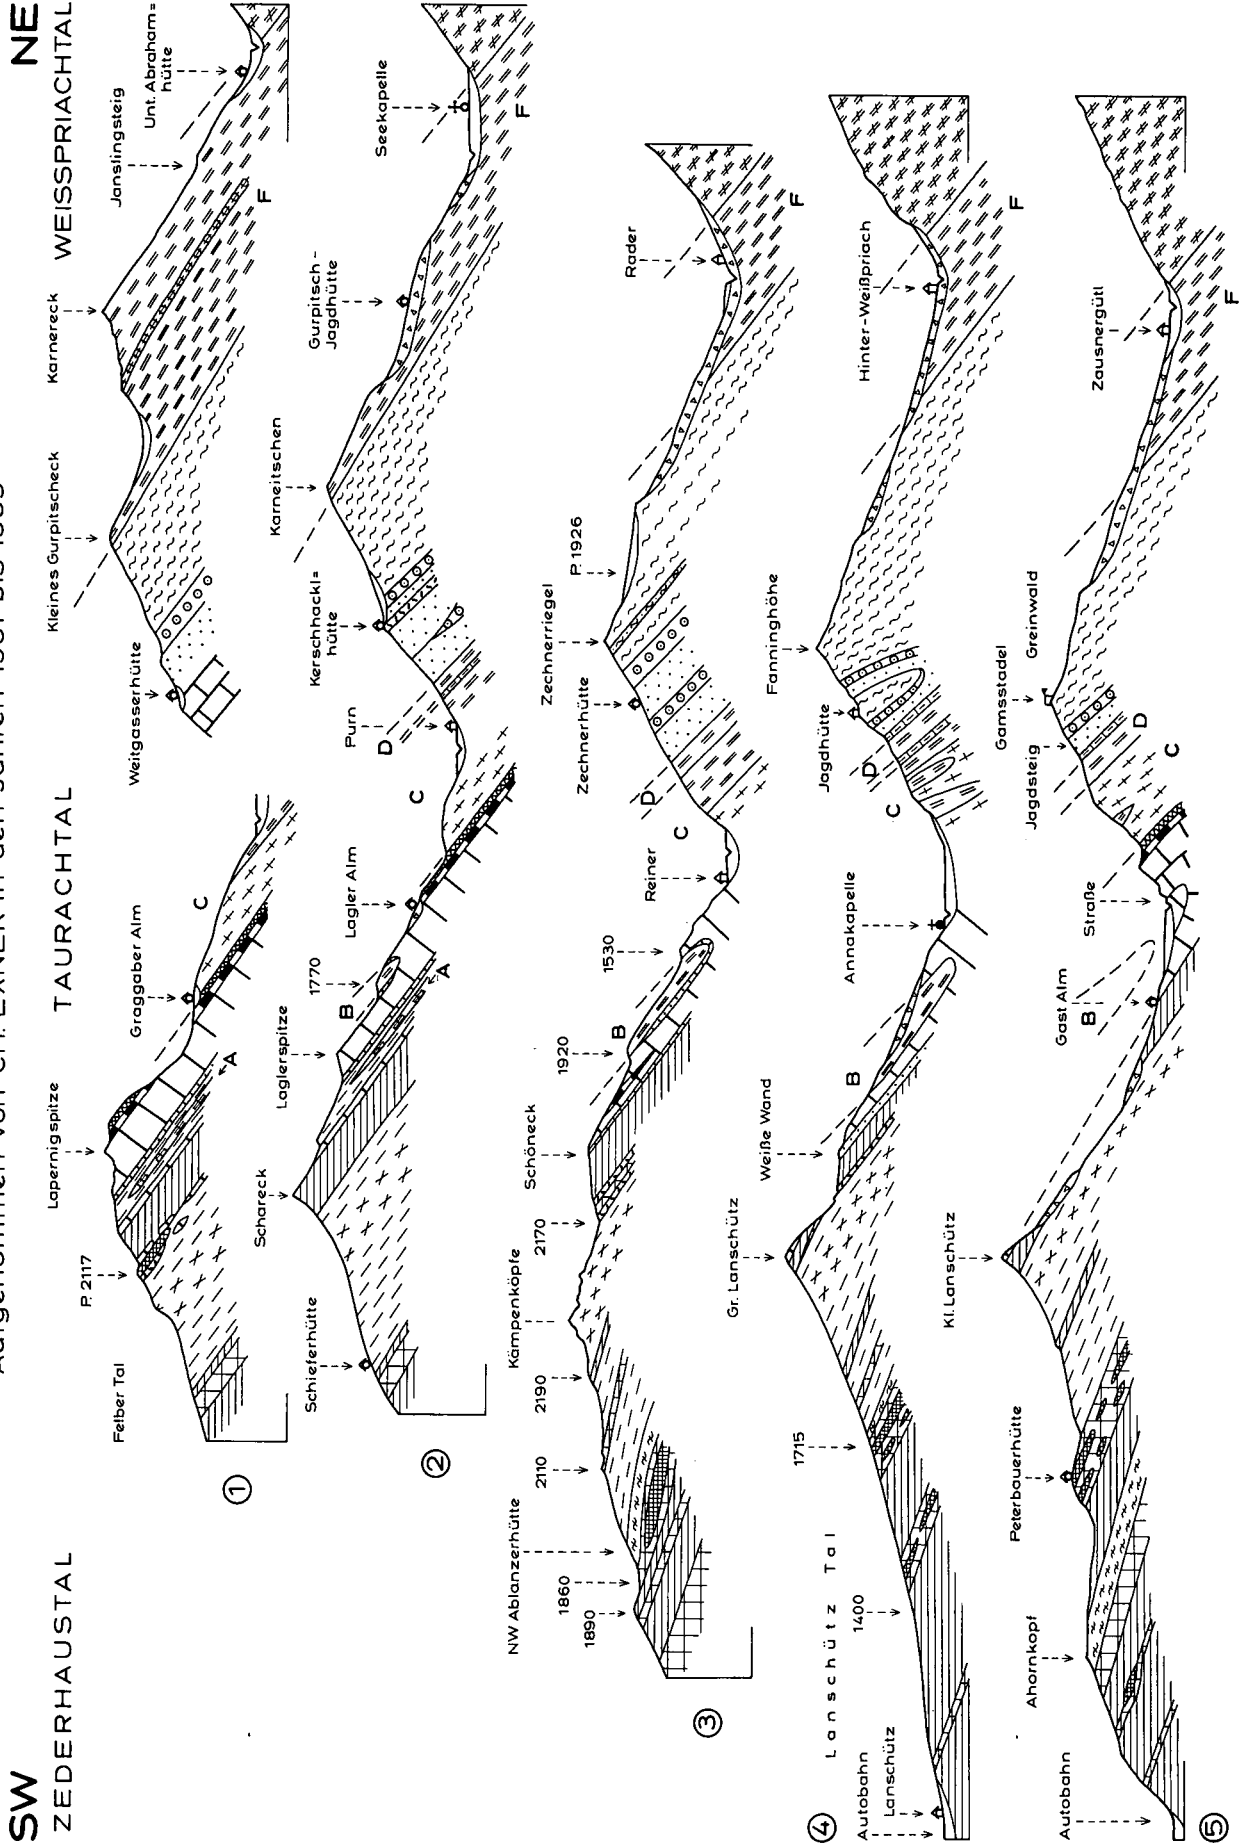 Aufgenommen von Ch. EXNER in den Jahren 1981 bis 1983
SW
NE
ZEDERHAUSTAL
TAURACHTAL
WEISSPRIACHTAL
①
Felber Tal
P. 2117
Lapernigspitze
A
Graggaber Alm
C
Weitgasserhütte
Kleines Gurpitscheck
Karnereck
Janslingsteig
Unt. Abraham=
hütte
F
②
Schieferhütte
Schareck
Laglerspitze
B
1770
A
Lagler Alm
C
Purn
D
Kerschhackl=
hütte
Karneitschen
Gurpitsch-
Jagdhütte
Seekapelle
F
③
NW Ablanzerhütte
1890
1860
2110
2190
Kämpenköpfe
2170
Schöneck
1920
B
1530
Reiner
C
D
Zechnerhütte
Zechnerriegel
P. 1926
Rader
F
④
Autobahn
Lanschütz
Lanschütz Tal
1400
1715
Gr. Lanschütz
Weiße Wand
B
Annakapelle
C
D
Jagdhütte
Fanninghöhe
Hinter-Weißpriach
F
⑤
Autobahn
Ahornkopf
Peterbauerhütte
Kl. Lanschütz
Gast Alm
B
Straße
C
D
Jagdsteig
Gamsstadel
Greinwald
Zausnergütl
F